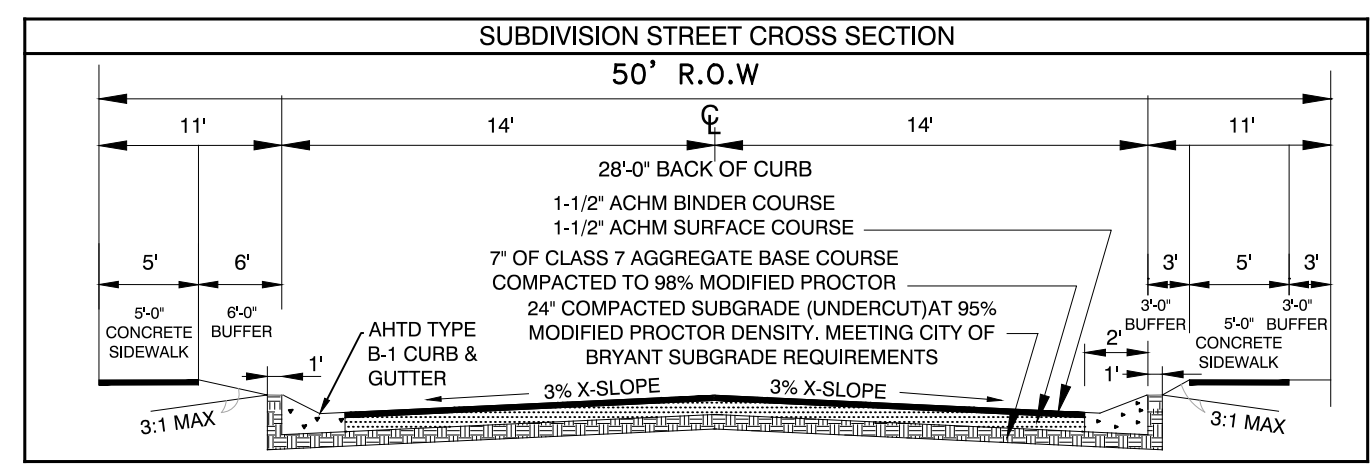 SUBDIVISION STREET CROSS SECTION
50' R.O.W
11'
14'
℄
14'
11'
28'-0" BACK OF CURB
1-1/2" ACHM BINDER COURSE
1-1/2" ACHM SURFACE COURSE
7" OF CLASS 7 AGGREGATE BASE COURSE
COMPACTED TO 98% MODIFIED PROCTOR
24" COMPACTED SUBGRADE (UNDERCUT)AT 95%
MODIFIED PROCTOR DENSITY. MEETING CITY OF
BRYANT SUBGRADE REQUIREMENTS
5'
6'
5'-0"
CONCRETE
SIDEWALK
6'-0"
BUFFER
1'
AHTD TYPE
B-1 CURB &
GUTTER
3% X-SLOPE
3% X-SLOPE
3'
5'
3'
3'-0"
BUFFER
5'-0"
CONCRETE
SIDEWALK
3'-0"
BUFFER
2'
1'
3:1 MAX
3:1 MAX